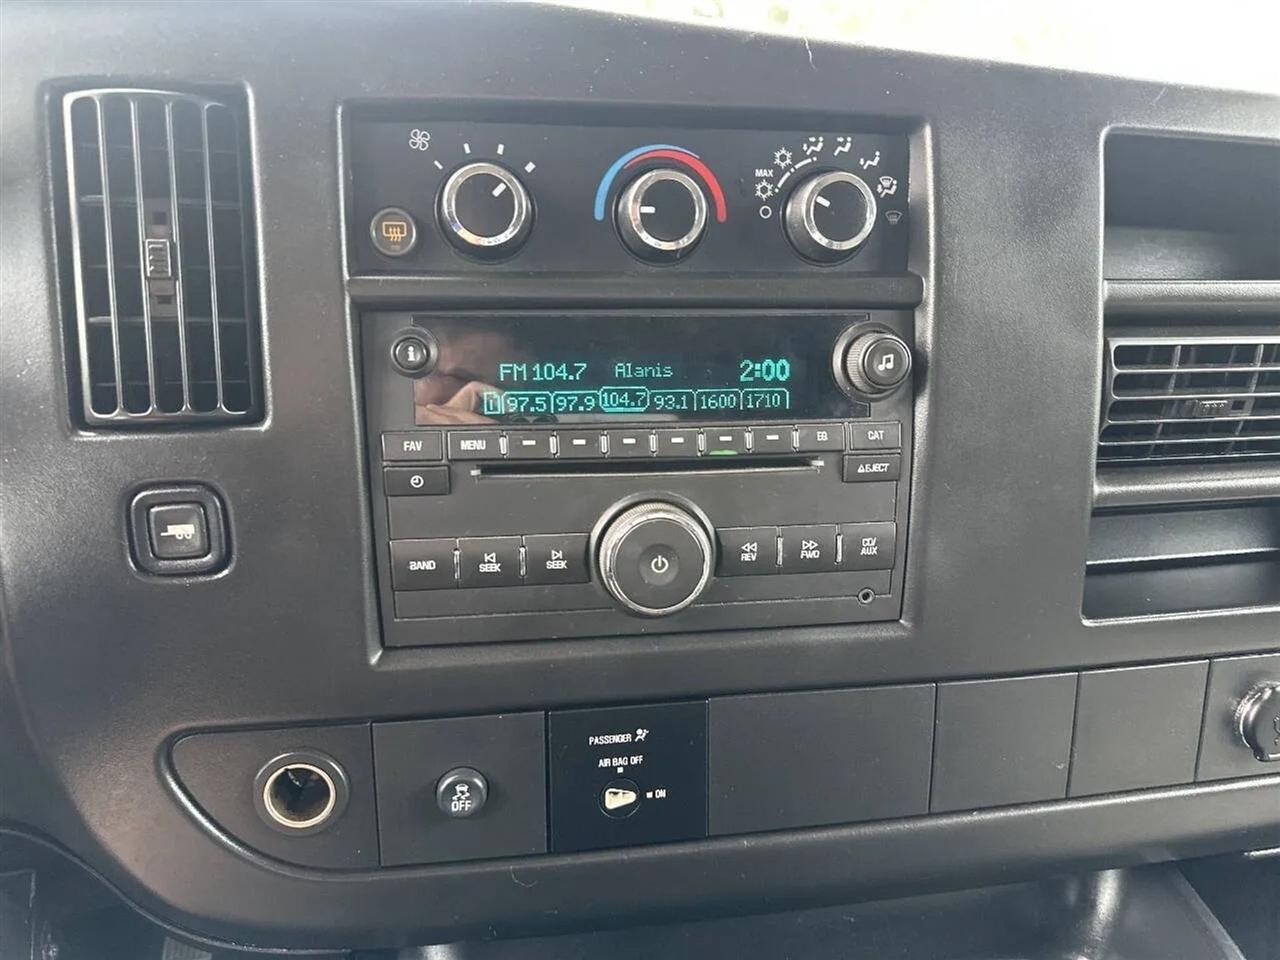 MAX
i
FM 104.7 Alanis 2:00
1 97.5 97.9 104.7 93.1 1600 1710
FAV MENU EQ CAT
EJECT
BAND SEEK SEEK REV FWD CD/
AUX
PASSENGER
AIR BAG OFF
ON
OFF